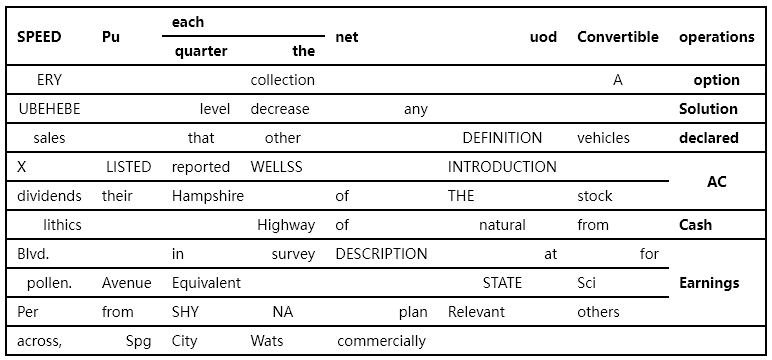 each
SPEED Pu net uod Convertible operations
quarter the
ERY collection A option
UBEHEBE level decrease any Solution
sales that other DEFINITION vehicles declared
X LISTED reported WELLSS INTRODUCTION
AC
dividends their Hampshire of THE stock
lithics Highway of natural from Cash
Blvd. in survey DESCRIPTION at for
pollen. Avenue Equivalent STATE Sci Earnings
Per from SHY NA plan Relevant others
across, Spg City Wats commercially